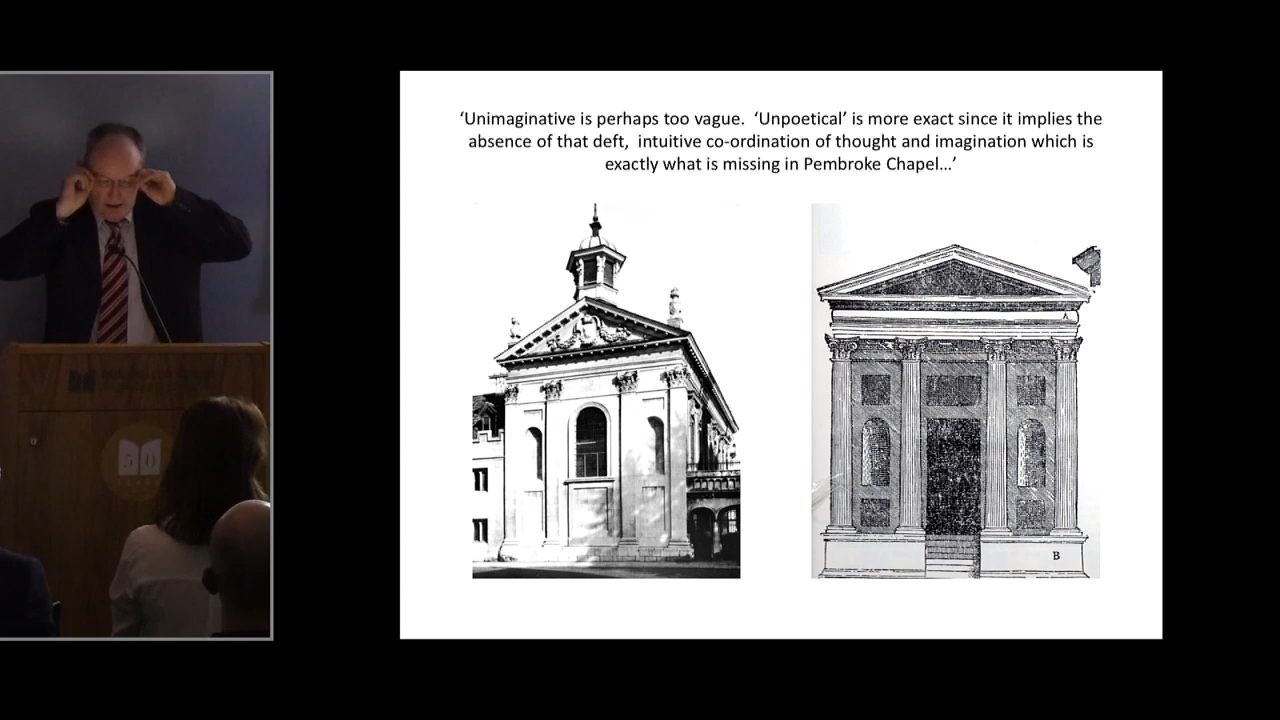 ‘Unimaginative is perhaps too vague.  ‘Unpoetical’ is more exact since it implies the
absence of that deft,  intuitive co-ordination of thought and imagination which is
exactly what is missing in Pembroke Chapel…’
A
B
50